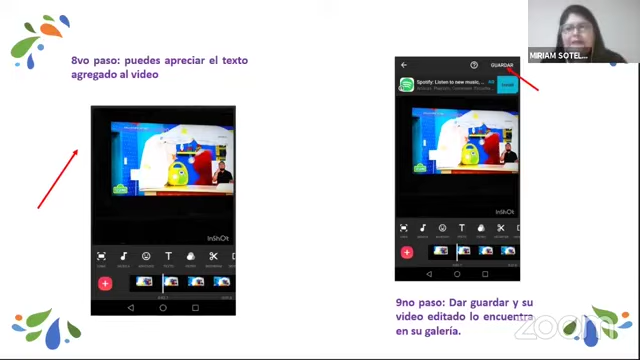 8vo paso: puedes apreciar el texto
agregado al video
InShOt
GUARDAR
Spotify: Listen to new music,
InShOt
9no paso: Dar guardar y su
video editado lo encuentra
en su galería.
MIRIAM SOTEL...
zoom